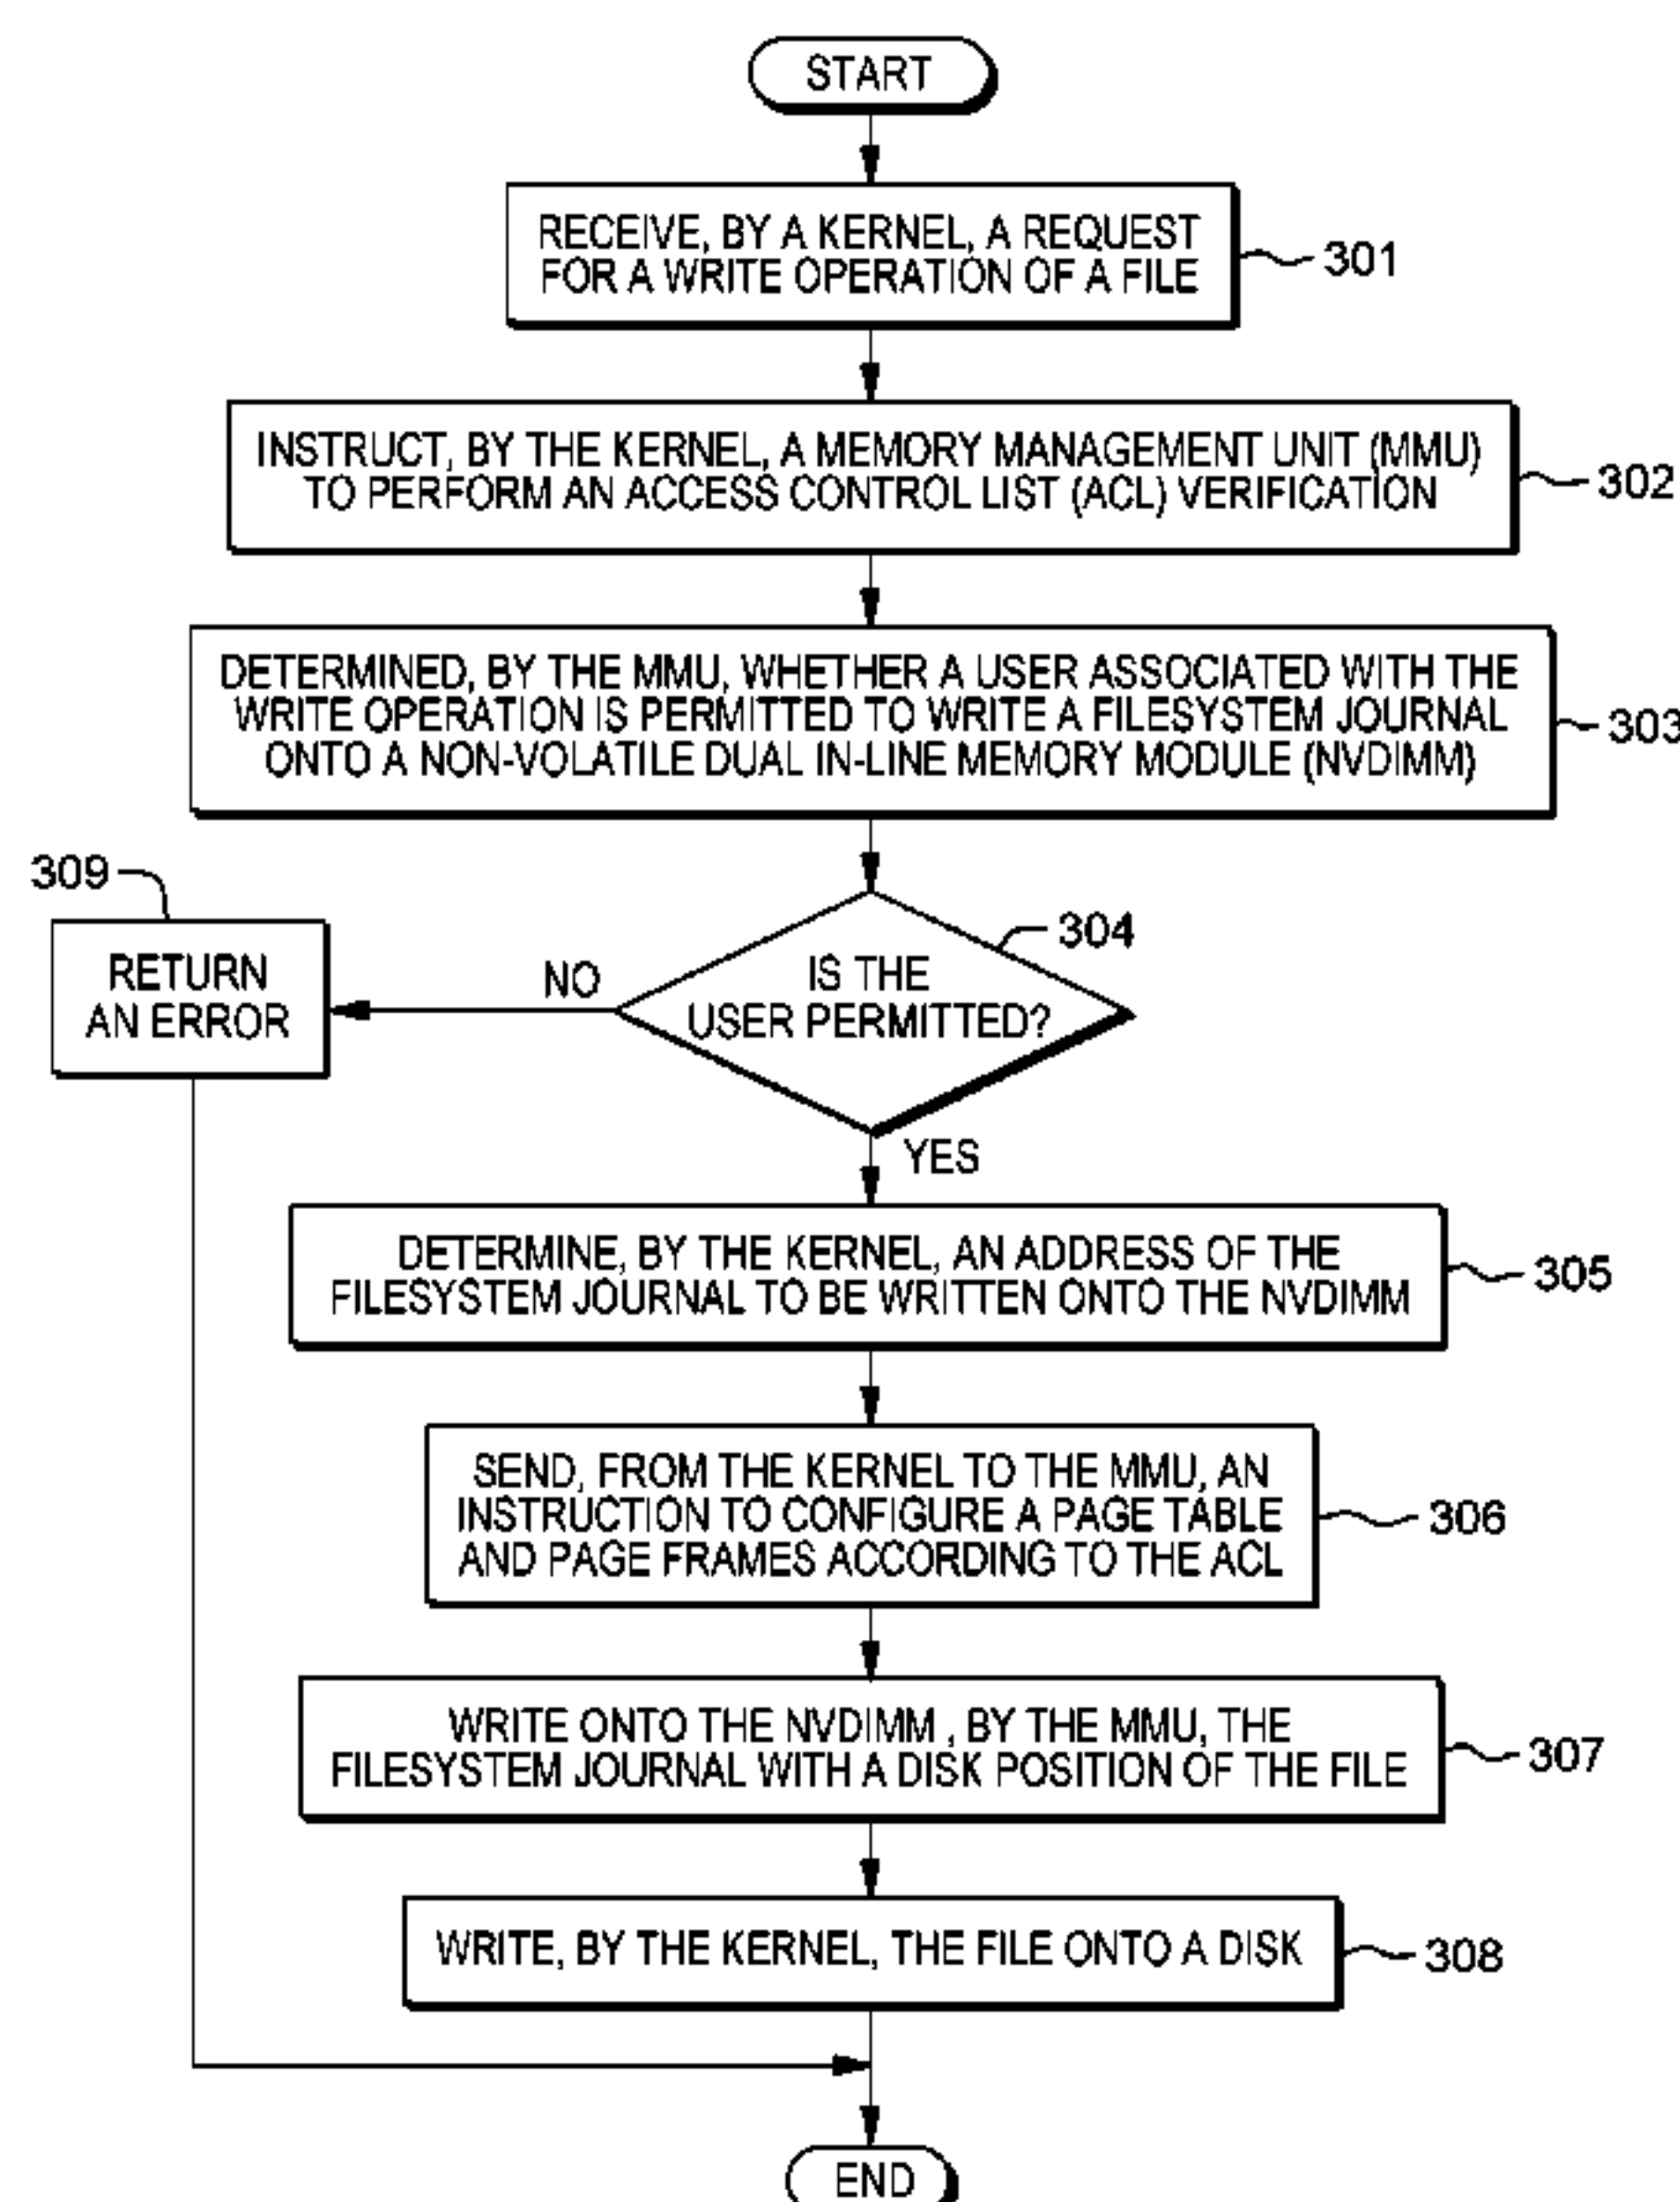 START
RECEIVE, BY A KERNEL, A REQUEST
FOR A WRITE OPERATION OF A FILE
301
INSTRUCT, BY THE KERNEL, A MEMORY MANAGEMENT UNIT (MMU)
TO PERFORM AN ACCESS CONTROL LIST (ACL) VERIFICATION
302
DETERMINED, BY THE MMU, WHETHER A USER ASSOCIATED WITH THE
WRITE OPERATION IS PERMITTED TO WRITE A FILESYSTEM JOURNAL
ONTO A NON-VOLATILE DUAL IN-LINE MEMORY MODULE (NVDIMM)
303
309
RETURN
AN ERROR
NO
304
IS THE
USER PERMITTED?
YES
DETERMINE, BY THE KERNEL, AN ADDRESS OF THE
FILESYSTEM JOURNAL TO BE WRITTEN ONTO THE NVDIMM
305
SEND, FROM THE KERNEL TO THE MMU, AN
INSTRUCTION TO CONFIGURE A PAGE TABLE
AND PAGE FRAMES ACCORDING TO THE ACL
306
WRITE ONTO THE NVDIMM , BY THE MMU, THE
FILESYSTEM JOURNAL WITH A DISK POSITION OF THE FILE
307
WRITE, BY THE KERNEL, THE FILE ONTO A DISK
308
END